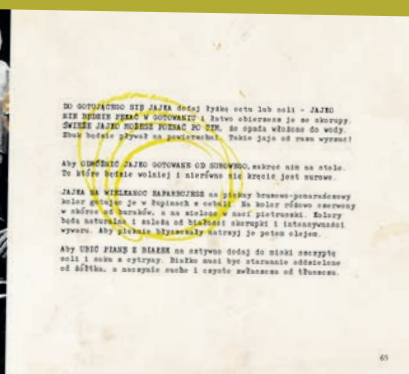 DO GOTUJĄCEGO SIĘ JAJKA dodaj łyżkę octu lub soli - JAJKO
NIE BĘDZIE PĘKAĆ W GOTOWANIU i łatwo obierzesz je ze skorupy.
ŚWIEŻE JAJKO MOŻESZ POZNAĆ PO TYM, że opada włożone do wody.
Zbuk będzie pływał na powierzchni. Takie jajo od razu wyrzuć!
Aby ODRÓŻNIĆ JAJKO GOTOWANE OD SUROWEGO, zakręć nim na stole.
To które będzie wolniej i nierówno się kręcić jest surowe.
JAJKA NA WIELKANOC ZAFARBUJESZ na piękny brunowo-pomarańczowy
kolor gotując je w łupinach z cebuli. Na kolor różowo czerwony
w skórce od buraków, a na zielono w naci pietruszki. Kolory
będą naturalne i zależą od białości skorupki i intensywności
wywaru. Aby pięknie błyszczały natrzyj je potem olejem.
Aby UBIĆ PIANĘ Z BIAŁEK na sztywno dodaj do miski szczyptę
soli i soku z cytryny. Białko musi być starannie oddzielone
od żółtka, a naczynie suche i czyste zwłaszcza od tłuszczu.
65